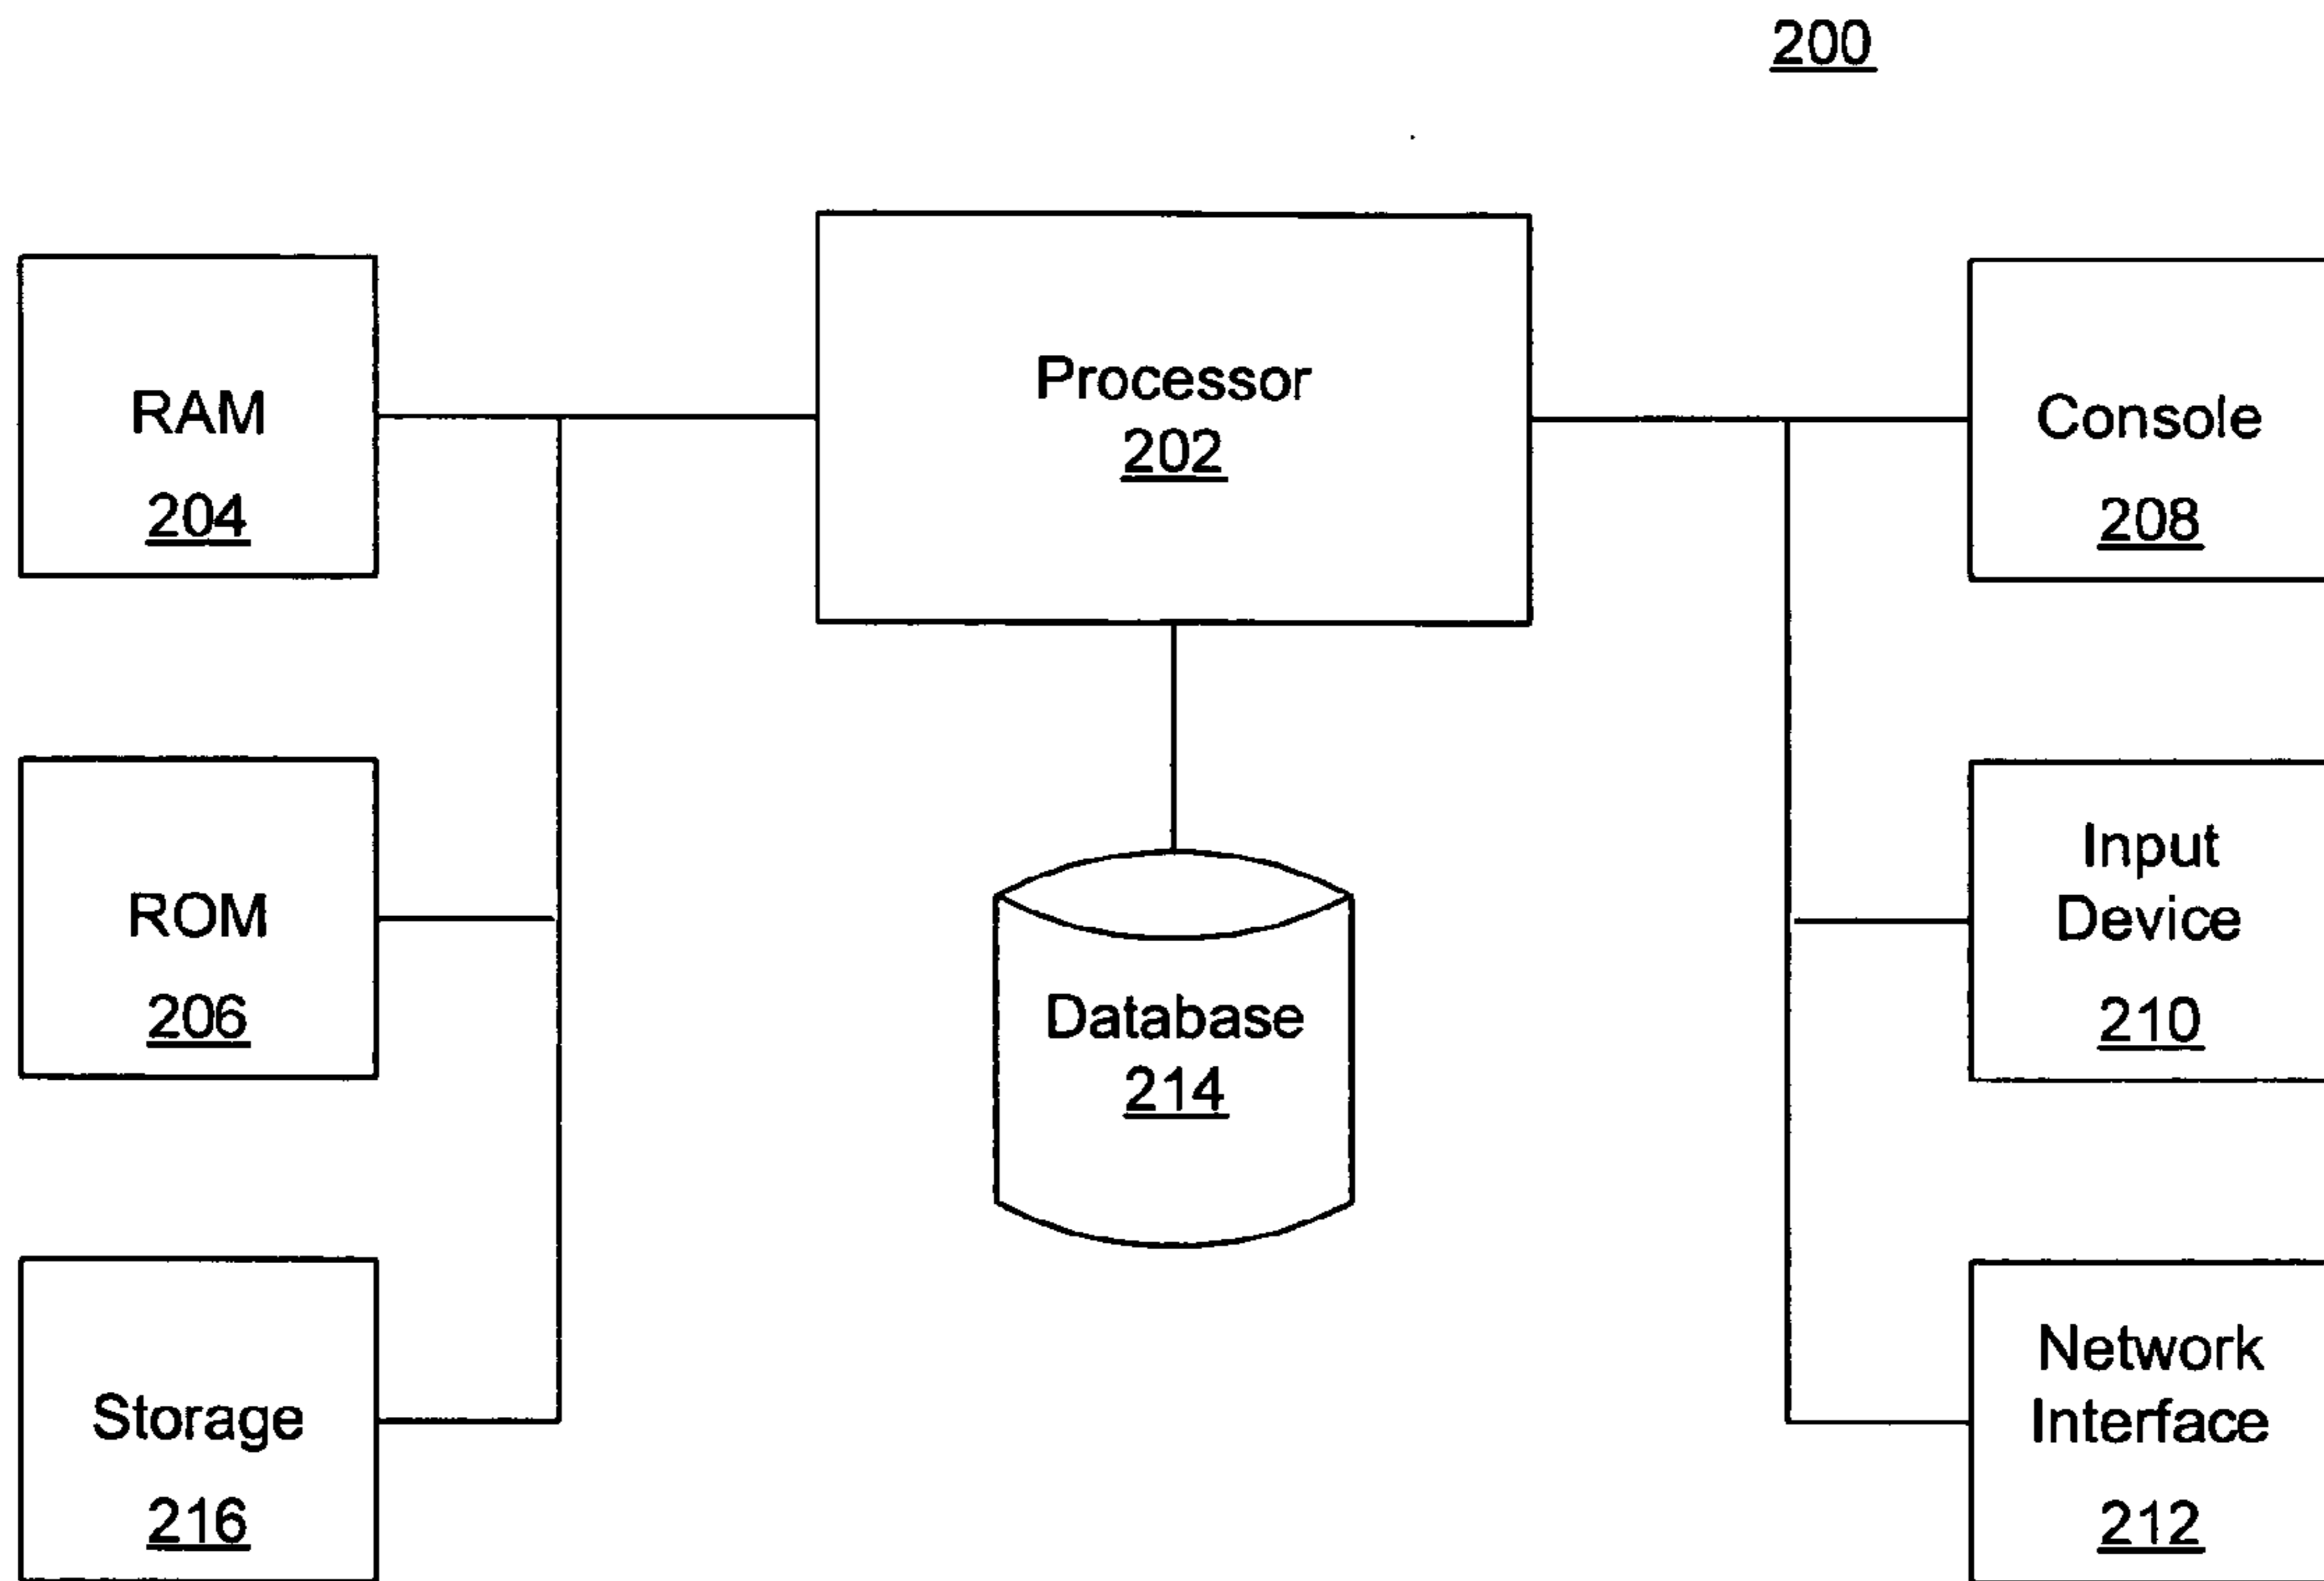 200
RAM
204
Processor
202
Console
208
ROM
206
Database
214
Input
Device
210
Storage
216
Network
Interface
212